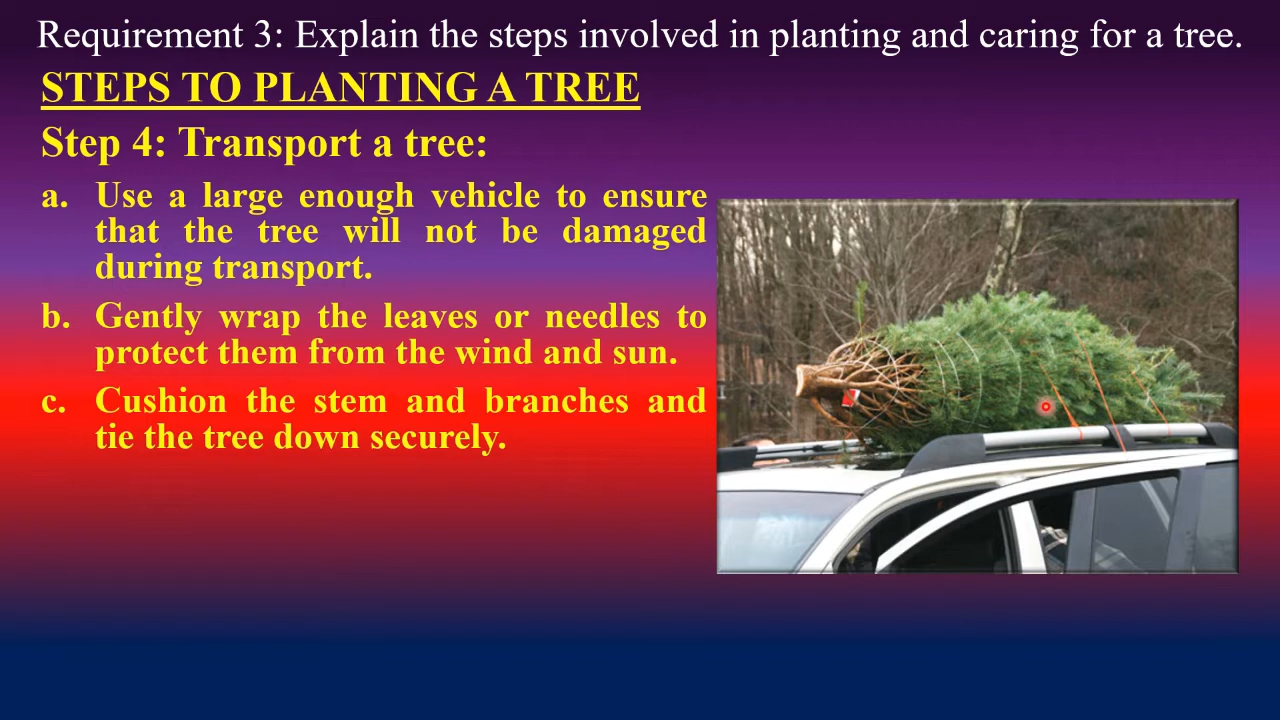 Requirement 3: Explain the steps involved in planting and caring for a tree.
STEPS TO PLANTING A TREE
Step 4: Transport a tree:
a. Use a large enough vehicle to ensure
that the tree will not be damaged
during transport.
b. Gently wrap the leaves or needles to
protect them from the wind and sun.
c. Cushion the stem and branches and
tie the tree down securely.